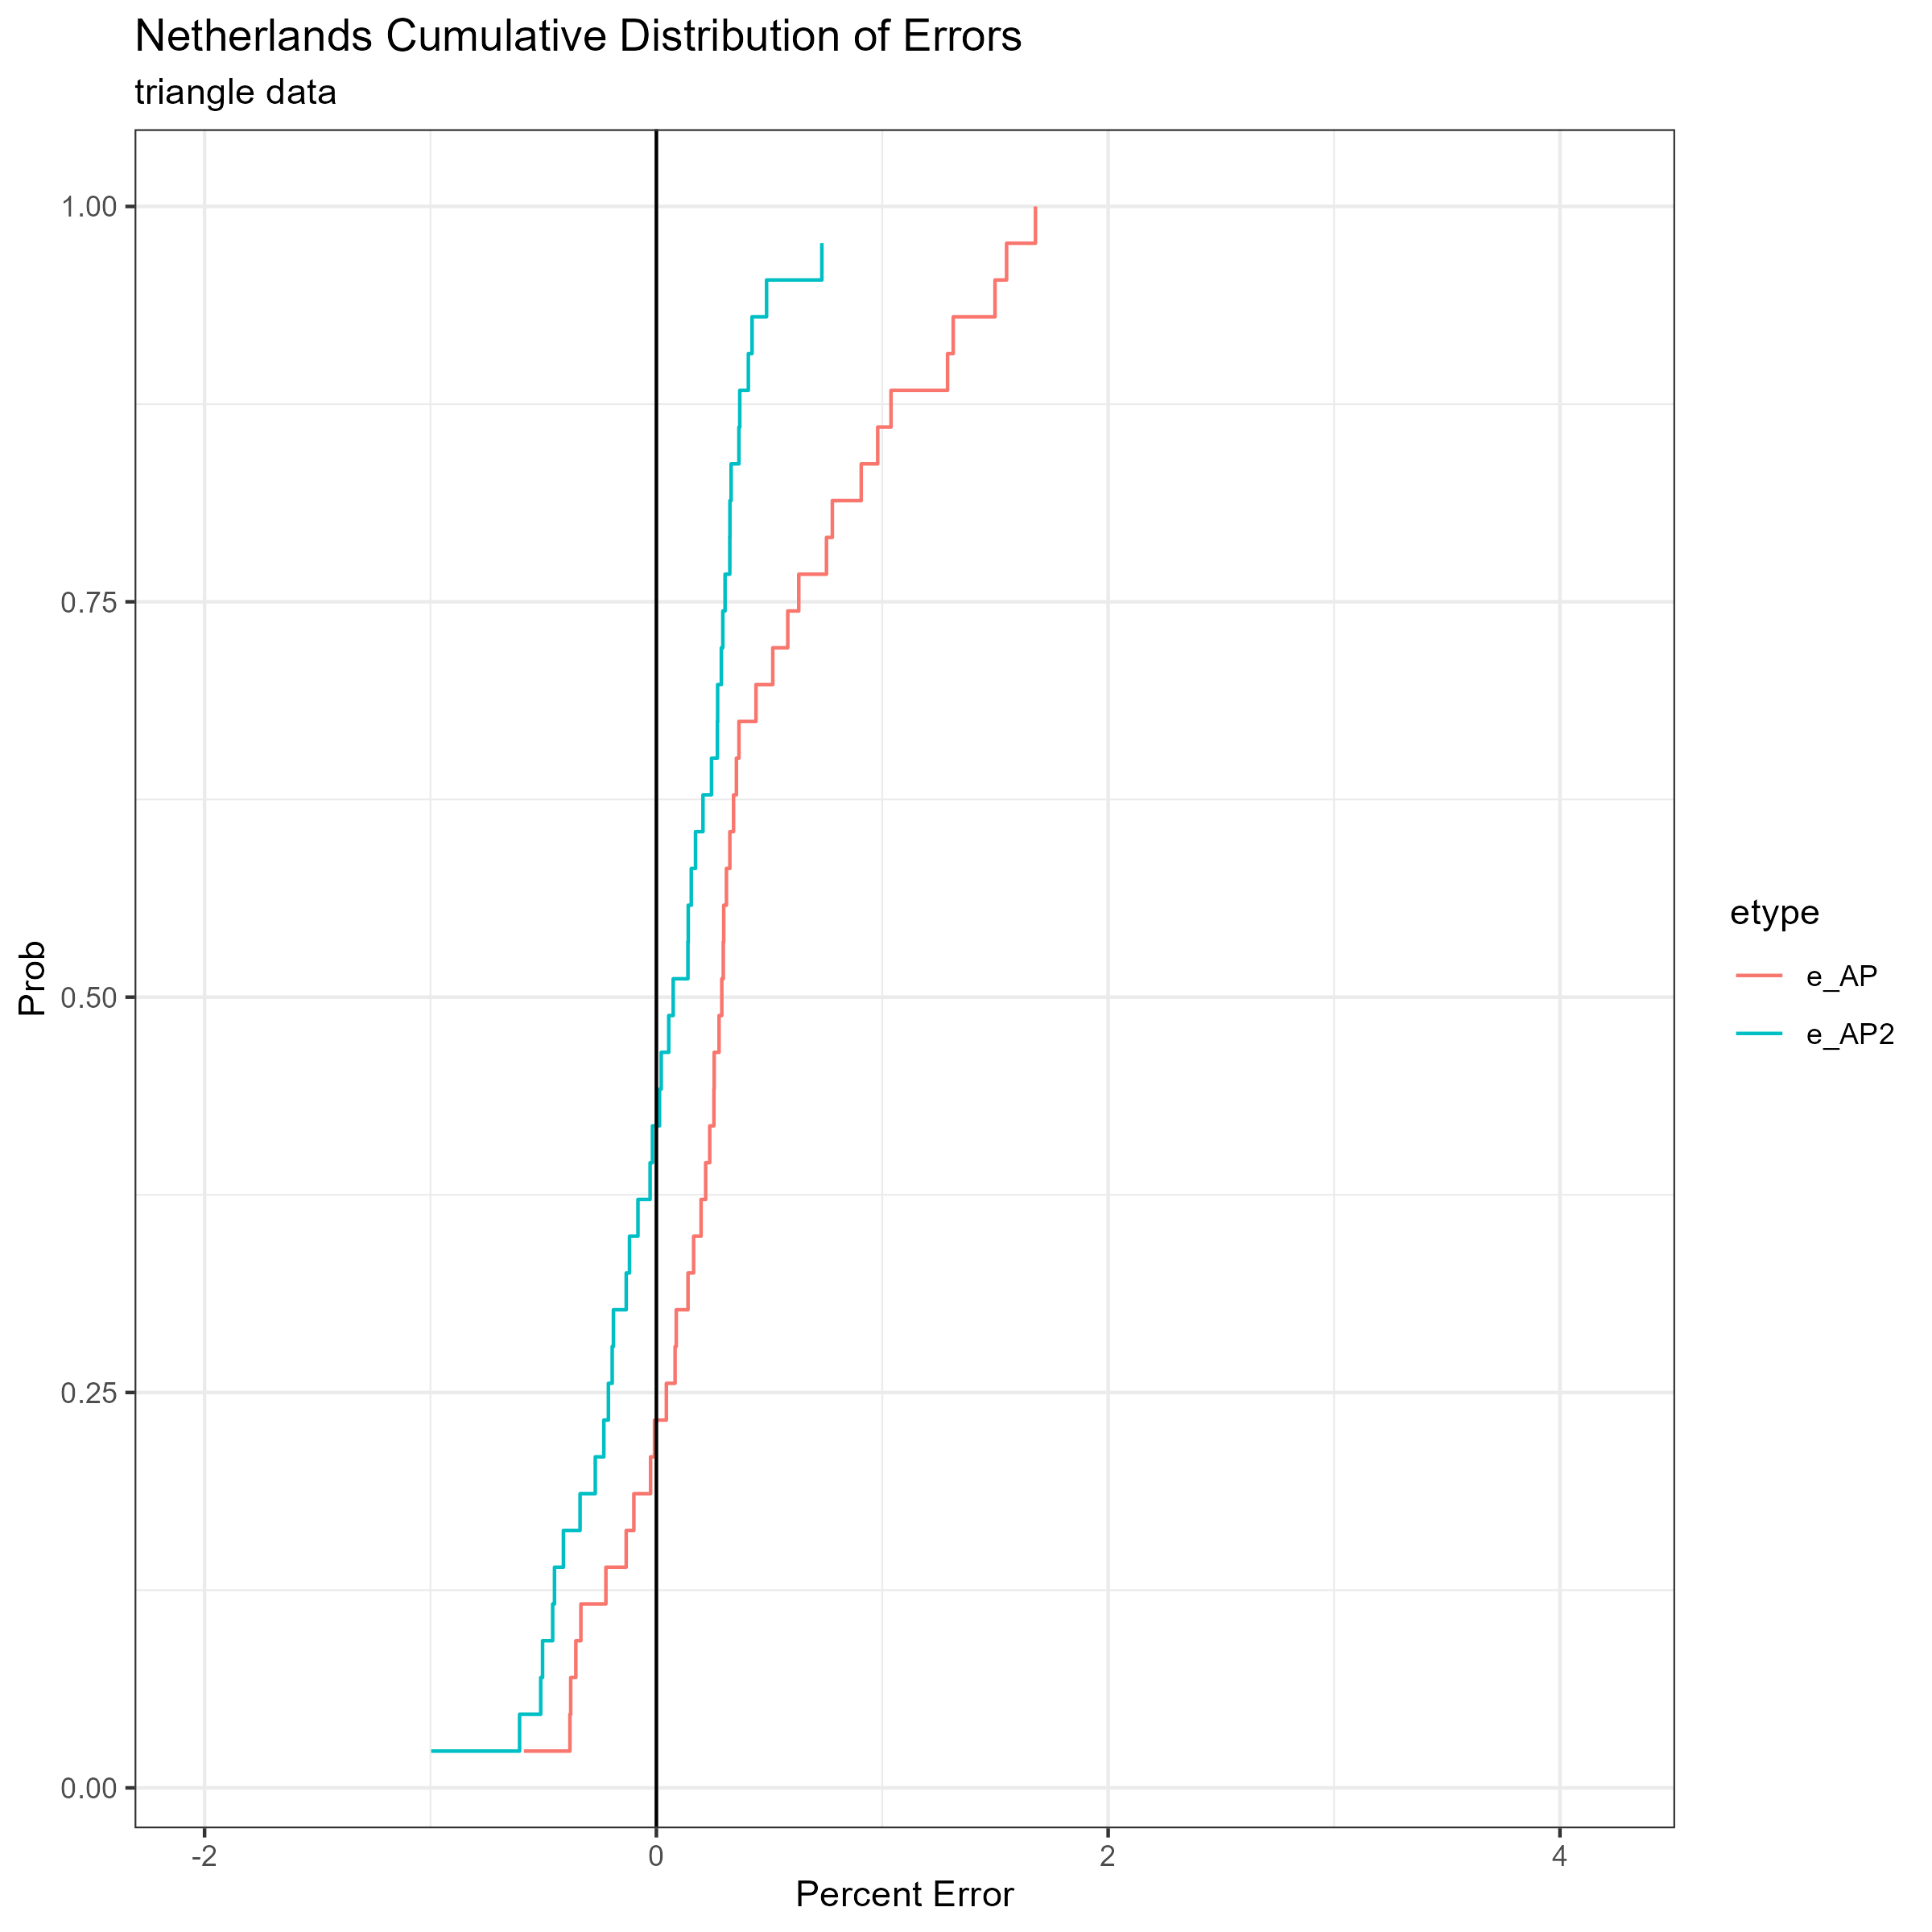 Netherlands Cumulative Distribution of Errors
triangle data
1.00
0.75
0.50
0.25
0.00
Prob
-2
0
2
4
Percent Error
etype
e_AP
e_AP2